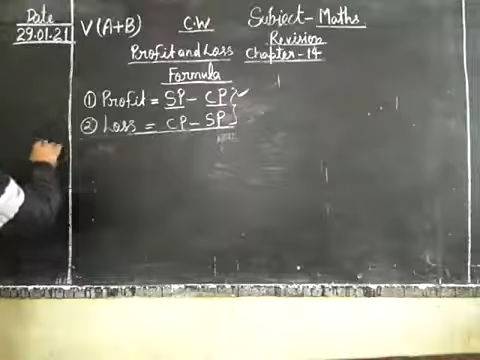 Date V(A+B) C.W Subject- Maths
29.01.21 Revision
Profit and Loss Chapter-14
Formula
① Profit = SP - CP
② Loss = CP - SP